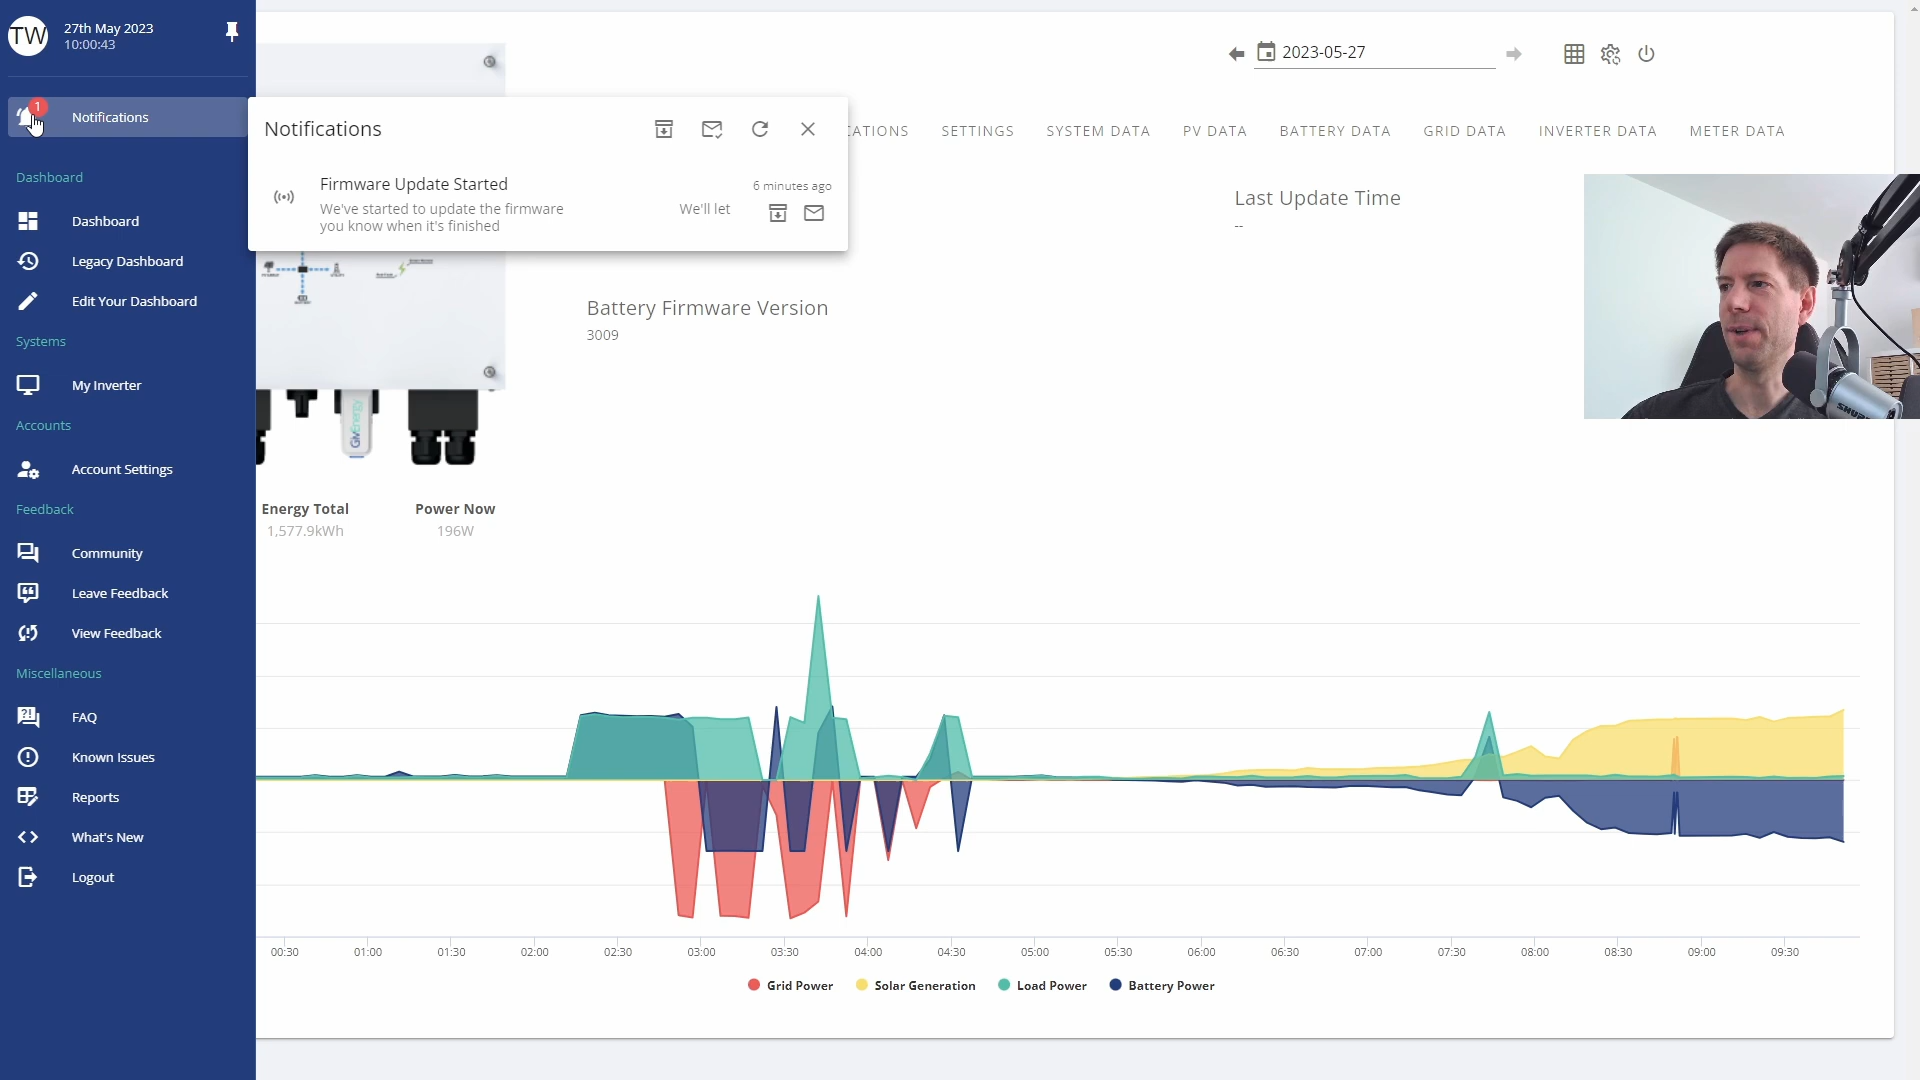 TW
27th May 2023
10:00:43
1
Notifications
Dashboard
Dashboard
Legacy Dashboard
Edit Your Dashboard
Systems
My Inverter
Accounts
Account Settings
Feedback
Community
Leave Feedback
View Feedback
Miscellaneous
FAQ
Known Issues
Reports
What's New
Logout
Notifications
Firmware Update Started
6 minutes ago
We've started to update the firmware We'll let
you know when it's finished
2023-05-27
CATIONS SETTINGS SYSTEM DATA PV DATA BATTERY DATA GRID DATA INVERTER DATA METER DATA
Last Update Time
--
Battery Firmware Version
3009
GivEnergy
SHURE
Energy Total Power Now
1,577.9kWh 196W
00:30 01:00 01:30 02:00 02:30 03:00 03:30 04:00 04:30 05:00 05:30 06:00 06:30 07:00 07:30 08:00 08:30 09:00 09:30
Grid Power Solar Generation Load Power Battery Power